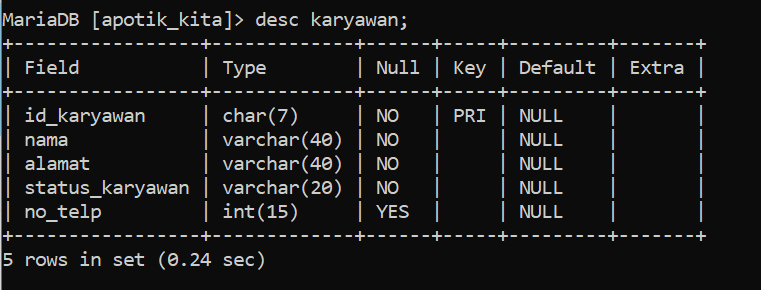 MariaDB [apotik_kita]> desc karyawan;
+-----------------+-------------+------+-----+---------+-------+
| Field           | Type        | Null | Key | Default | Extra |
+-----------------+-------------+------+-----+---------+-------+
| id_karyawan     | char(7)     | NO   | PRI | NULL    |       |
| nama            | varchar(40) | NO   |     | NULL    |       |
| alamat          | varchar(40) | NO   |     | NULL    |       |
| status_karyawan | varchar(20) | NO   |     | NULL    |       |
| no_telp         | int(15)     | YES  |     | NULL    |       |
+-----------------+-------------+------+-----+---------+-------+
5 rows in set (0.24 sec)